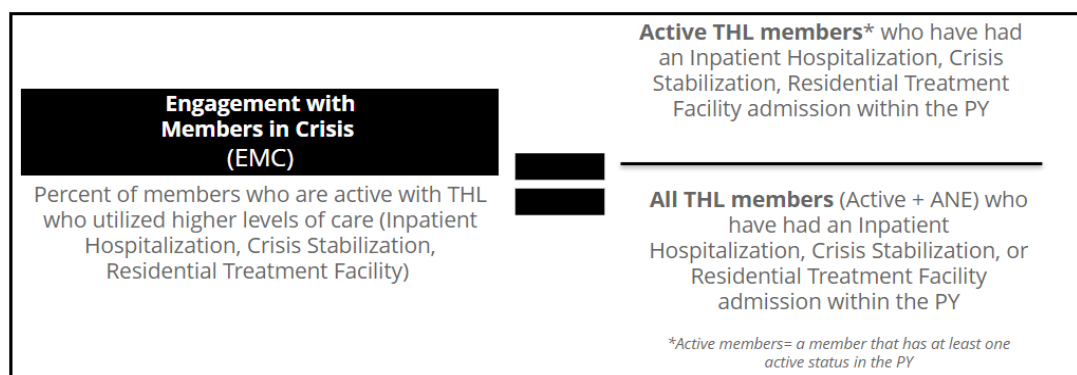 Engagement with
Members in Crisis
(EMC)
Percent of members who are active with THL
who utilized higher levels of care (Inpatient
Hospitalization, Crisis Stabilization,
Residential Treatment Facility)
Active THL members* who have had
an Inpatient Hospitalization, Crisis
Stabilization, Residential Treatment
Facility admission within the PY
All THL members (Active + ANE) who
have had an Inpatient
Hospitalization, Crisis Stabilization, or
Residential Treatment Facility
admission within the PY
*Active members= a member that has at least one
active status in the PY